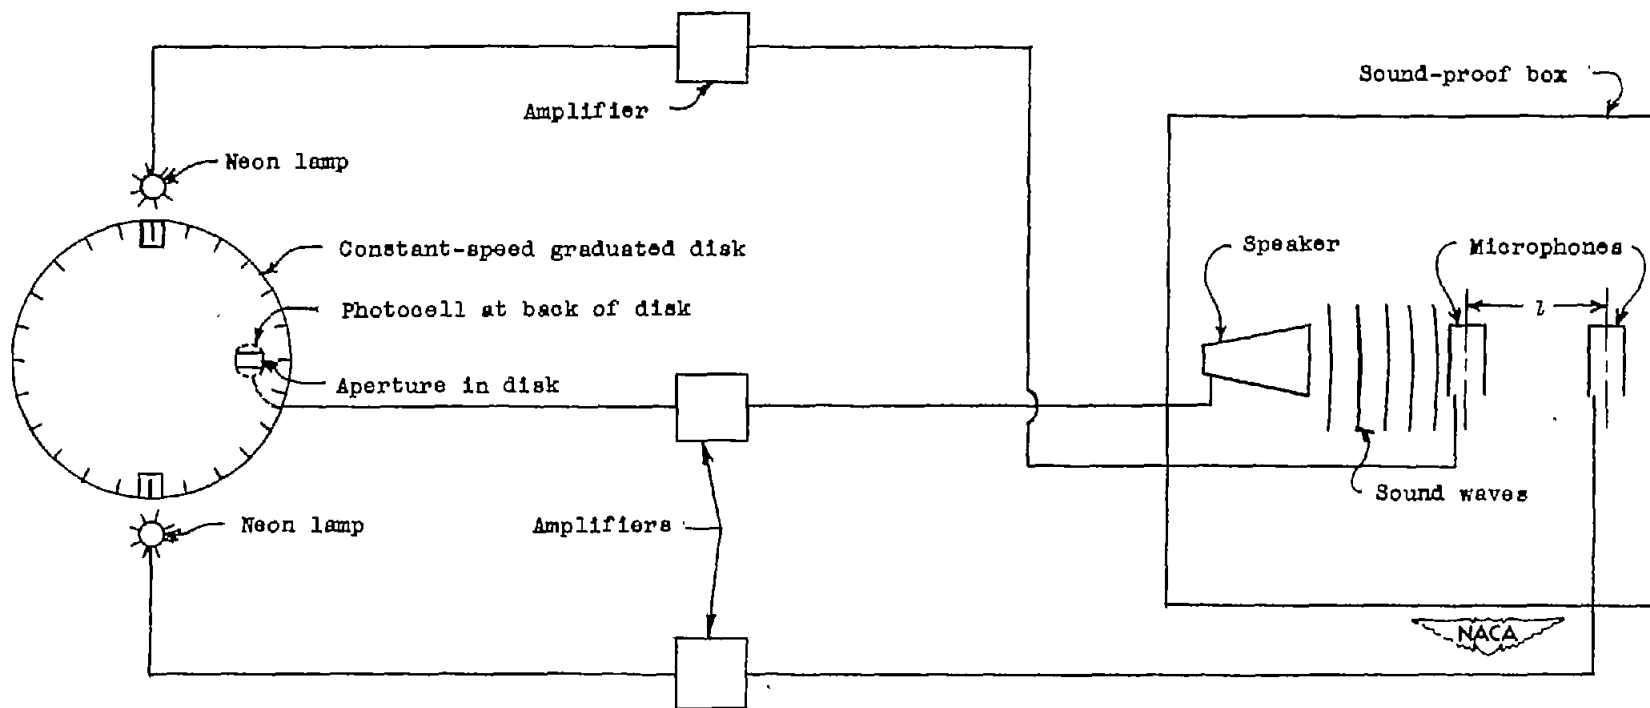 Sound-proof box
Amplifier
Neon lamp
Constant-speed graduated disk
Speaker
Microphones
Photocell at back of disk
l
Aperture in disk
Sound waves
Neon lamp
Amplifiers
NACA